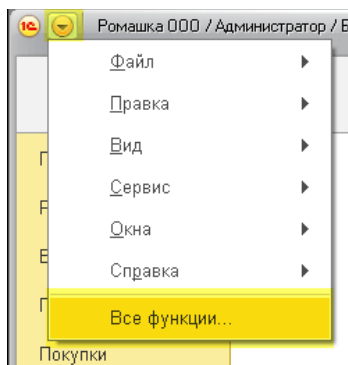 1С Ромашка ООО / Администратор / Б
Файл
Правка
Вид
Сервис
Окна
Справка
Все функции...
Покупки